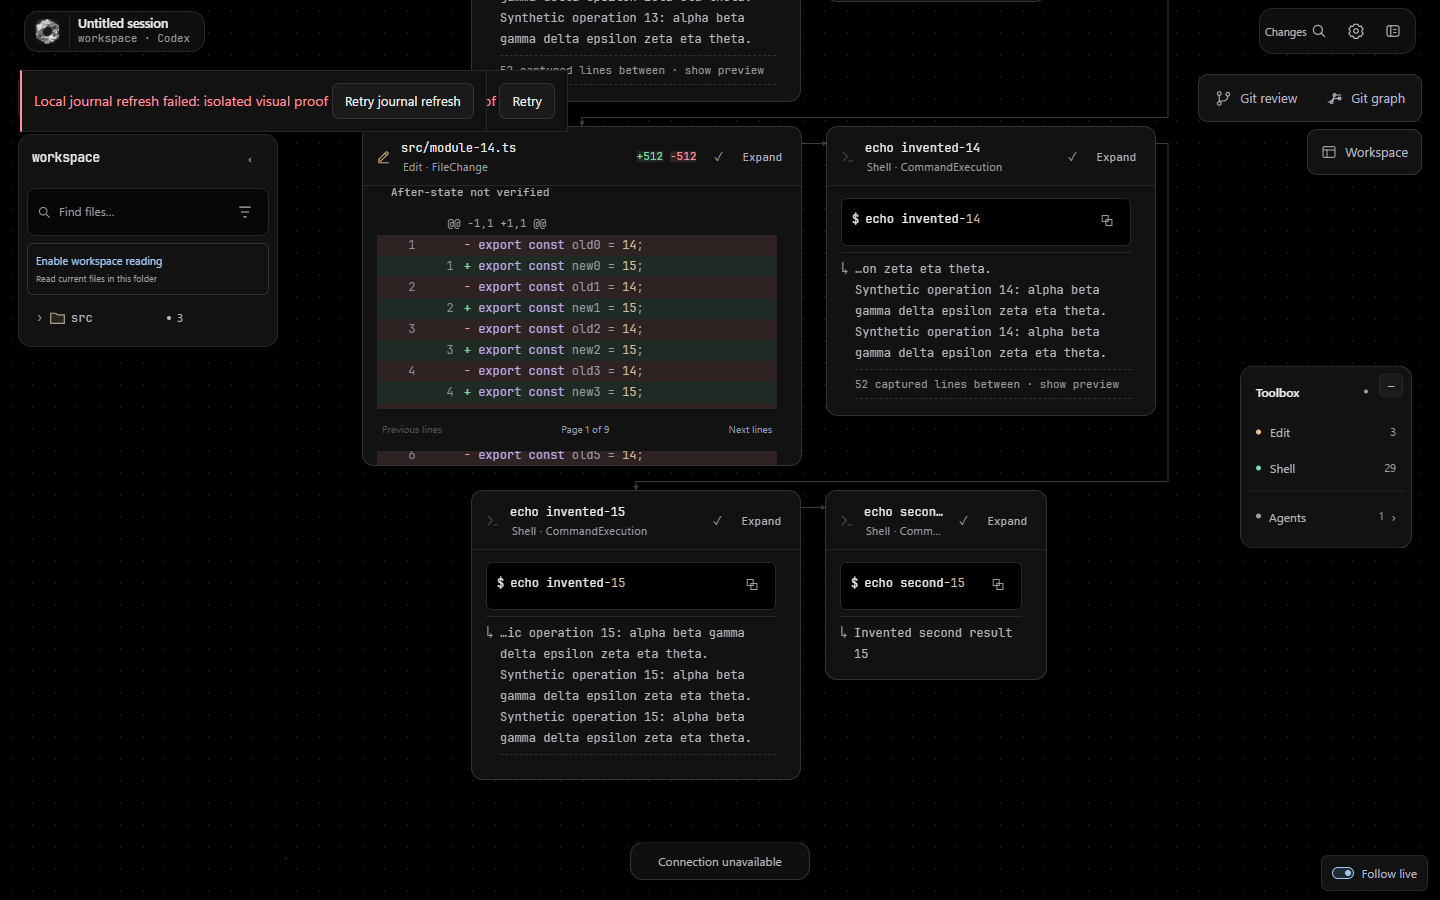 Untitled session
workspace · Codex
Synthetic operation 13: alpha beta
gamma delta epsilon zeta eta theta.
52 captured lines between · show preview
Changes
Local journal refresh failed: isolated visual proof
Retry journal refresh
of
Retry
Git review
Git graph
Workspace
workspace
Find files...
Enable workspace reading
Read current files in this folder
src
3
src/module-14.ts
Edit · FileChange
+512 -512
Expand
After-state not verified
@@ -1,1 +1,1 @@
1 - export const old0 = 14;
1 + export const new0 = 15;
2 - export const old1 = 14;
2 + export const new1 = 15;
3 - export const old2 = 14;
3 + export const new2 = 15;
4 - export const old3 = 14;
4 + export const new3 = 15;
Previous lines
Page 1 of 9
Next lines
6 - export const old5 = 14;
echo invented-14
Shell · CommandExecution
Expand
$ echo invented-14
↳ …on zeta eta theta.
Synthetic operation 14: alpha beta
gamma delta epsilon zeta eta theta.
Synthetic operation 14: alpha beta
gamma delta epsilon zeta eta theta.
52 captured lines between · show preview
Toolbox
Edit 3
Shell 29
Agents 1
echo invented-15
Shell · CommandExecution
Expand
$ echo invented-15
↳ …ic operation 15: alpha beta gamma
delta epsilon zeta eta theta.
Synthetic operation 15: alpha beta
gamma delta epsilon zeta eta theta.
Synthetic operation 15: alpha beta
gamma delta epsilon zeta eta theta.
echo secon…
Shell · Comm…
Expand
$ echo second-15
↳ Invented second result
15
Connection unavailable
Follow live